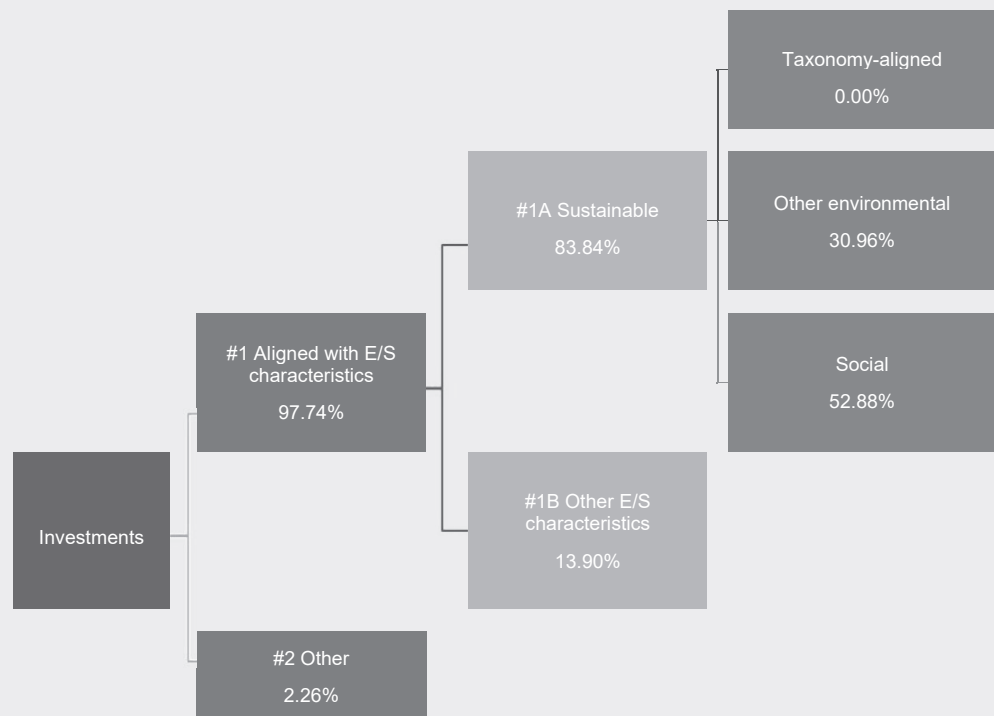 Investments
#1 Aligned with E/S
characteristics
97.74%
#2 Other
2.26%
#1A Sustainable
83.84%
#1B Other E/S
characteristics
13.90%
Taxonomy-aligned
0.00%
Other environmental
30.96%
Social
52.88%